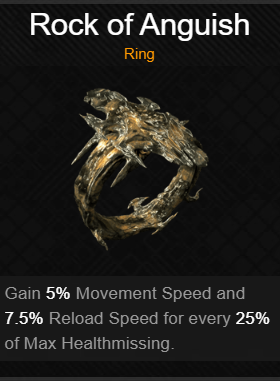 Rock of Anguish
Ring
Gain 5% Movement Speed and
7.5% Reload Speed for every 25%
of Max Healthmissing.